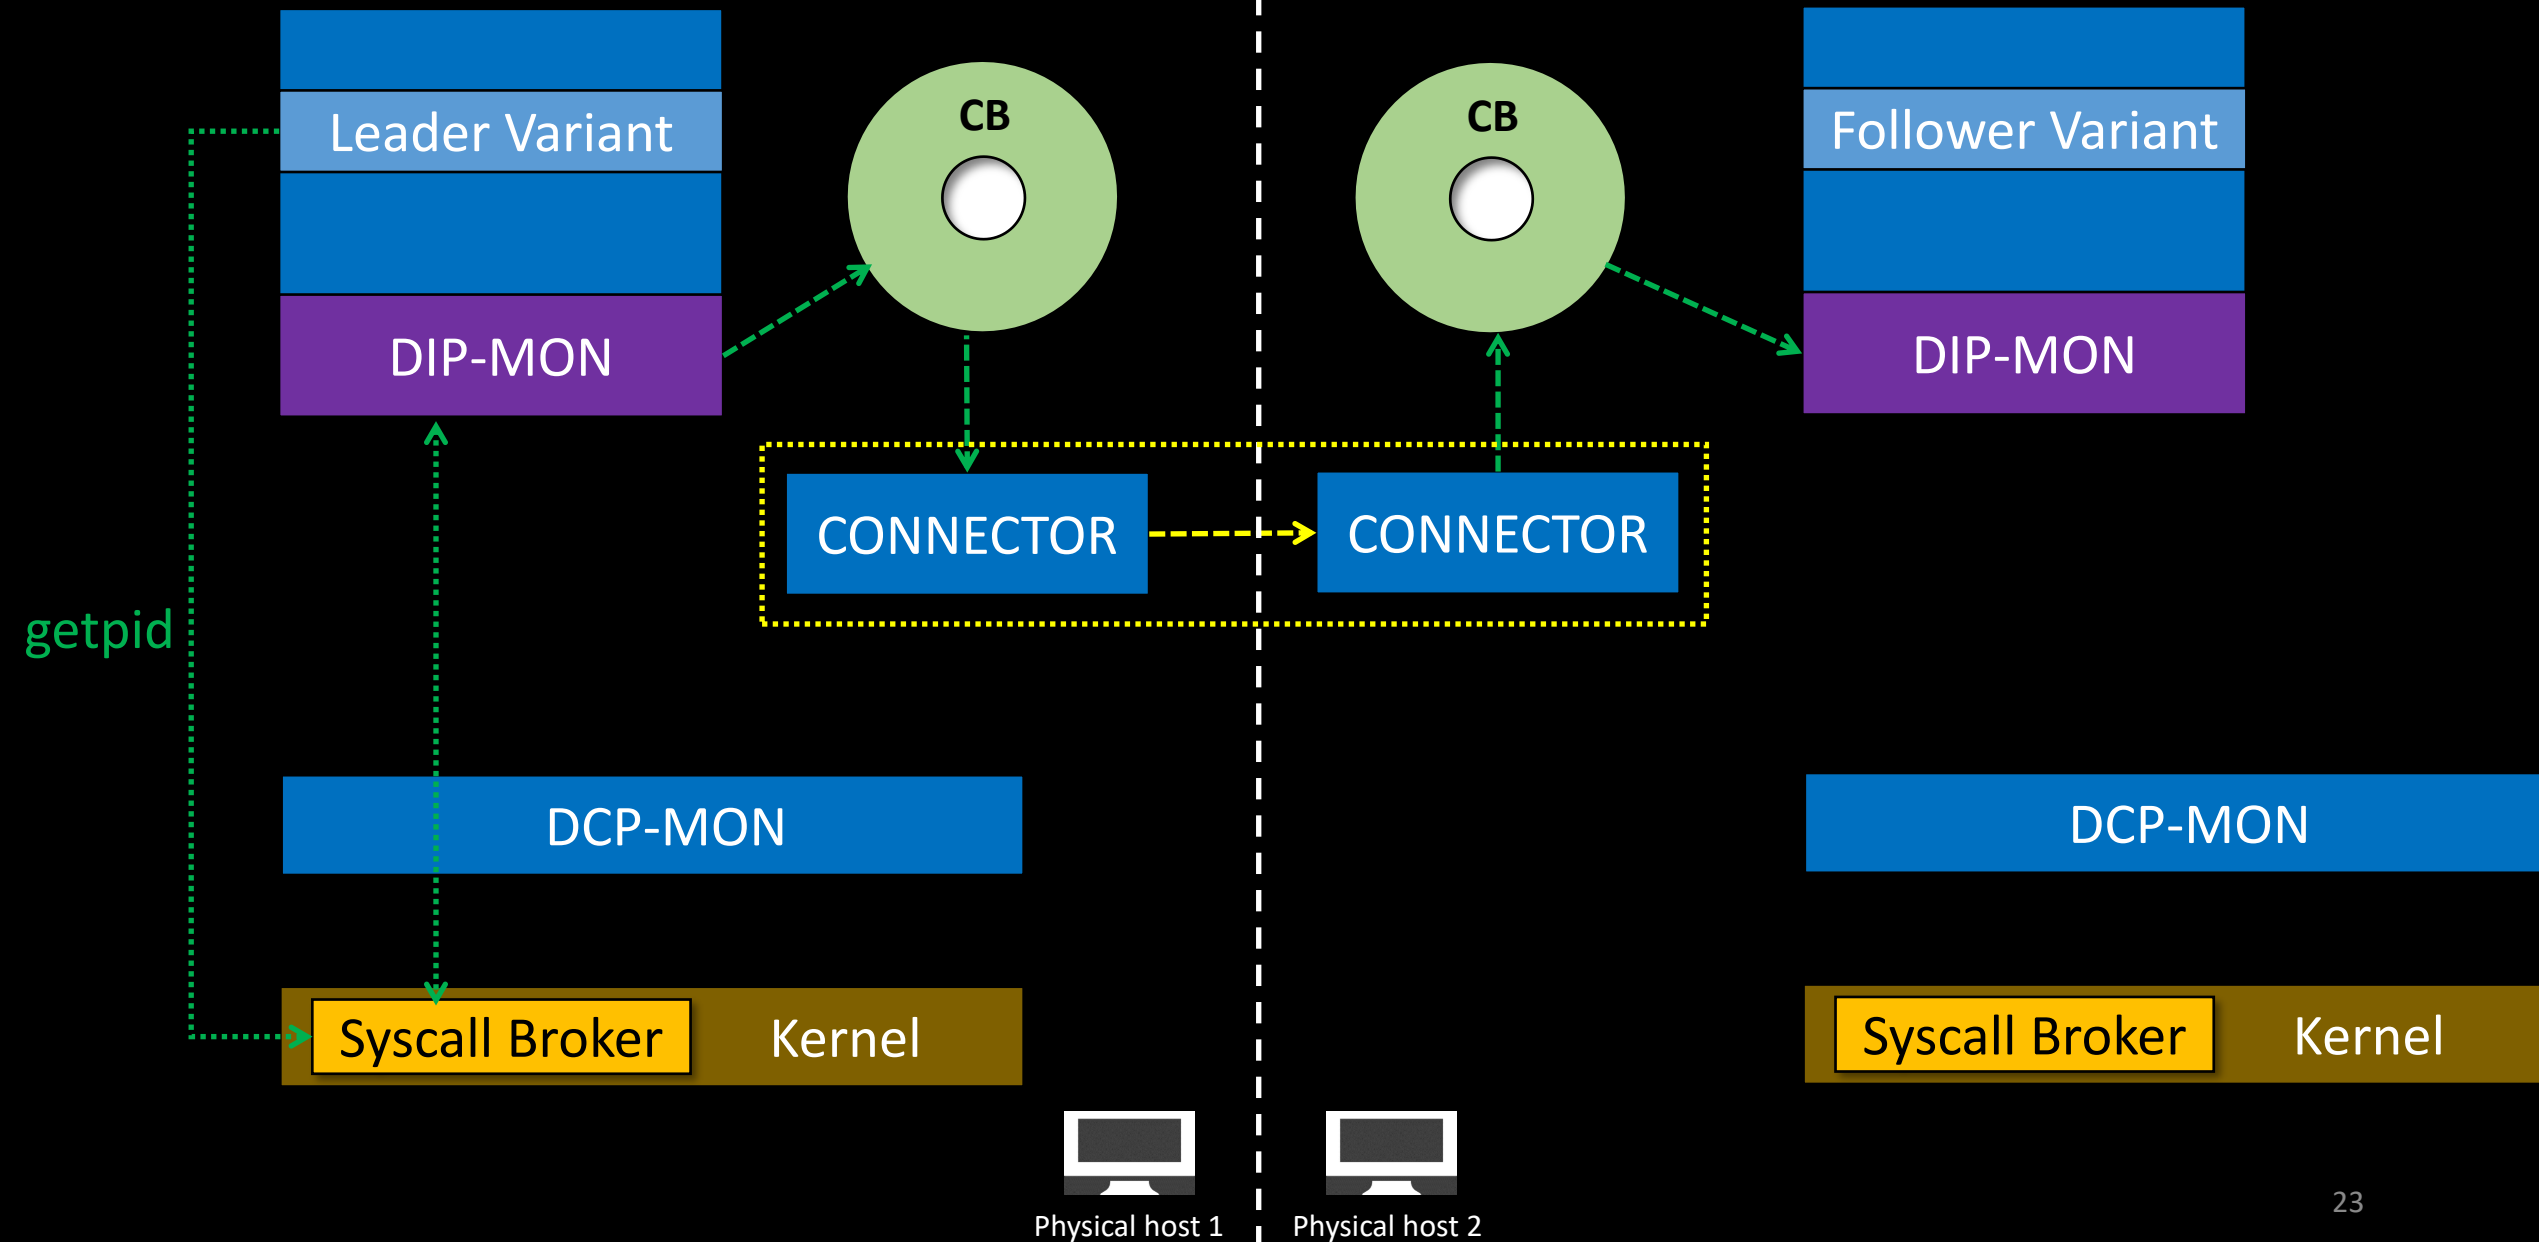 Leader Variant
CB
CB
Follower Variant
DIP-MON
DIP-MON
CONNECTOR
CONNECTOR
getpid
DCP-MON
DCP-MON
Syscall Broker
Kernel
Syscall Broker
Kernel
Physical host 1
Physical host 2
23